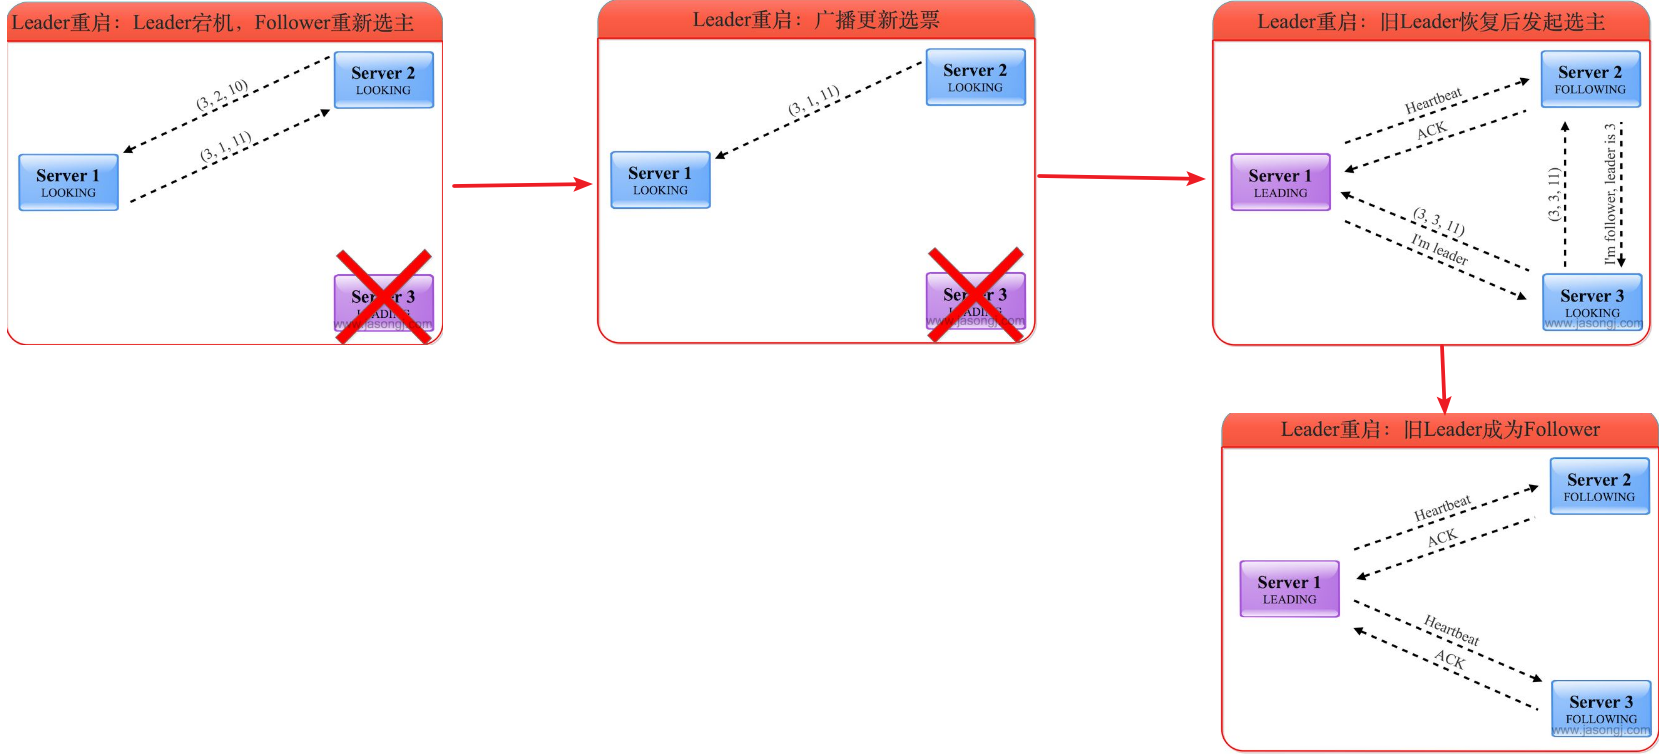 Leader重启：Leader宕机，Follower重新选主
Server 2
LOOKING
(3, 2, 10)
(3, 1, 11)
Server 1
LOOKING
Server 3
LEADING
www.jasongj.com
Leader重启：广播更新选票
Server 2
LOOKING
(3, 1, 11)
Server 1
LOOKING
Server 3
LEADING
www.jasongj.com
Leader重启：旧Leader恢复后发起选主
Server 2
FOLLOWING
Heartbeat
ACK
Server 1
LEADING
(3, 3, 11)
I'm leader
(3, 3, 11)
I'm follower, leader is 3
Server 3
LOOKING
www.jasongj.com
Leader重启：旧Leader成为Follower
Server 2
FOLLOWING
Heartbeat
ACK
Server 1
LEADING
Heartbeat
ACK
Server 3
FOLLOWING
www.jasongj.com